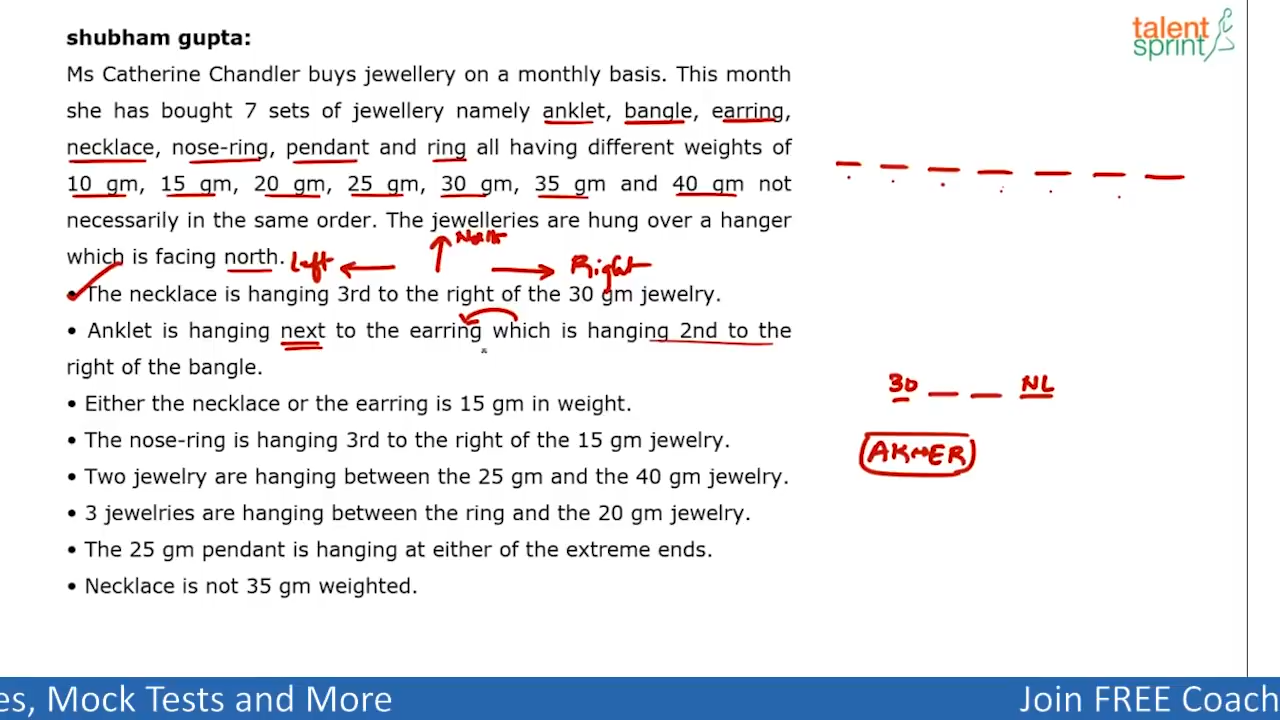 talent
sprint
shubham gupta:
Ms Catherine Chandler buys jewellery on a monthly basis. This month
she has bought 7 sets of jewellery namely anklet, bangle, earring,
necklace, nose-ring, pendant and ring all having different weights of
10 gm, 15 gm, 20 gm, 25 gm, 30 gm, 35 gm and 40 gm not
necessarily in the same order. The jewelleries are hung over a hanger
which is facing north.
North
Left
Right
• The necklace is hanging 3rd to the right of the 30 gm jewelry.
• Anklet is hanging next to the earring which is hanging 2nd to the
right of the bangle.
• Either the necklace or the earring is 15 gm in weight.
• The nose-ring is hanging 3rd to the right of the 15 gm jewelry.
• Two jewelry are hanging between the 25 gm and the 40 gm jewelry.
• 3 jewelries are hanging between the ring and the 20 gm jewelry.
• The 25 gm pendant is hanging at either of the extreme ends.
• Necklace is not 35 gm weighted.
30 _ _ NL
es, Mock Tests and More
Join FREE Coach